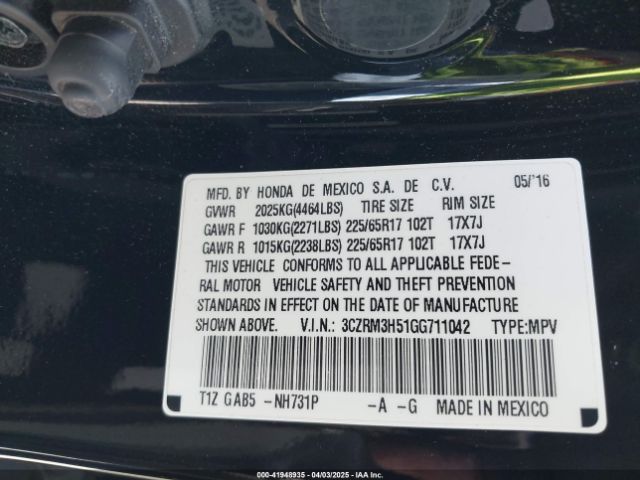 MFD. BY HONDA DE MEXICO S.A. DE C.V. 05/'16
GVWR 2025KG(4464LBS) TIRE SIZE RIM SIZE
GAWR F 1030KG(2271LBS) 225/65R17 102T 17X7J
GAWR R 1015KG(2238LBS) 225/65R17 102T 17X7J
THIS VEHICLE CONFORMS TO ALL APPLICABLE FEDE-
RAL MOTOR VEHICLE SAFETY AND THEFT PREVENTION
STANDARDS IN EFFECT ON THE DATE OF MANUFACTURE
SHOWN ABOVE. V.I.N.: 3CZRM3H51GG711042 TYPE:MPV
T1Z GAB5 -NH731P -A -G MADE IN MEXICO
000-41948935 - 04/03/2025 - IAA Inc.